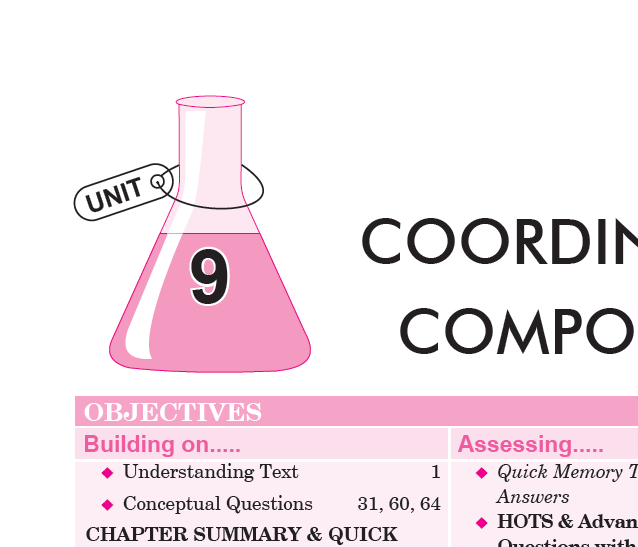 UNIT
9
COORDIN
COMPO
OBJECTIVES
Building on.....
Understanding Text 1
Conceptual Questions 31, 60, 64
CHAPTER SUMMARY & QUICK
Assessing.....
Quick Memory T
Answers
HOTS & Advan
Questions with